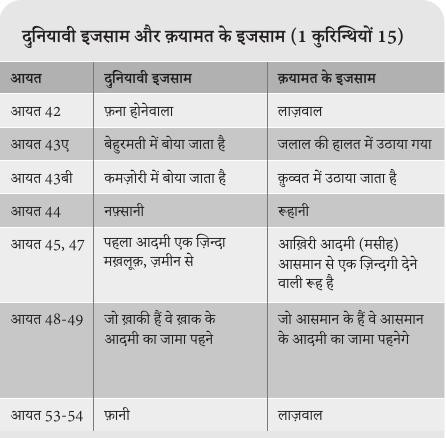 दुनियावी इजसाम और क़यामत के इजसाम (1 कुरिन्थियों 15)
आयत दुनियावी इजसाम क़यामत के इजसाम
आयत 42 फ़ना होनेवाला लाज़वाल
आयत 43ए बेहुरमती में बोया जाता है जलाल की हालत में उठाया गया
आयत 43बी कमज़ोरी में बोया जाता है क़ुव्वत में उठाया जाता है
आयत 44 नफ़्सानी रूहानी
आयत 45, 47 पहला आदमी एक ज़िन्दा आख़िरी आदमी (मसीह)
मख़लूक़, ज़मीन से आसमान से एक ज़िन्दगी देने
वाली रूह है
आयत 48-49 जो ख़ाकी हैं वे ख़ाक के जो आसमान के हैं वे आसमान
आदमी का जामा पहने के आदमी का जामा पहनेगे
आयत 53-54 फ़ानी लाज़वाल